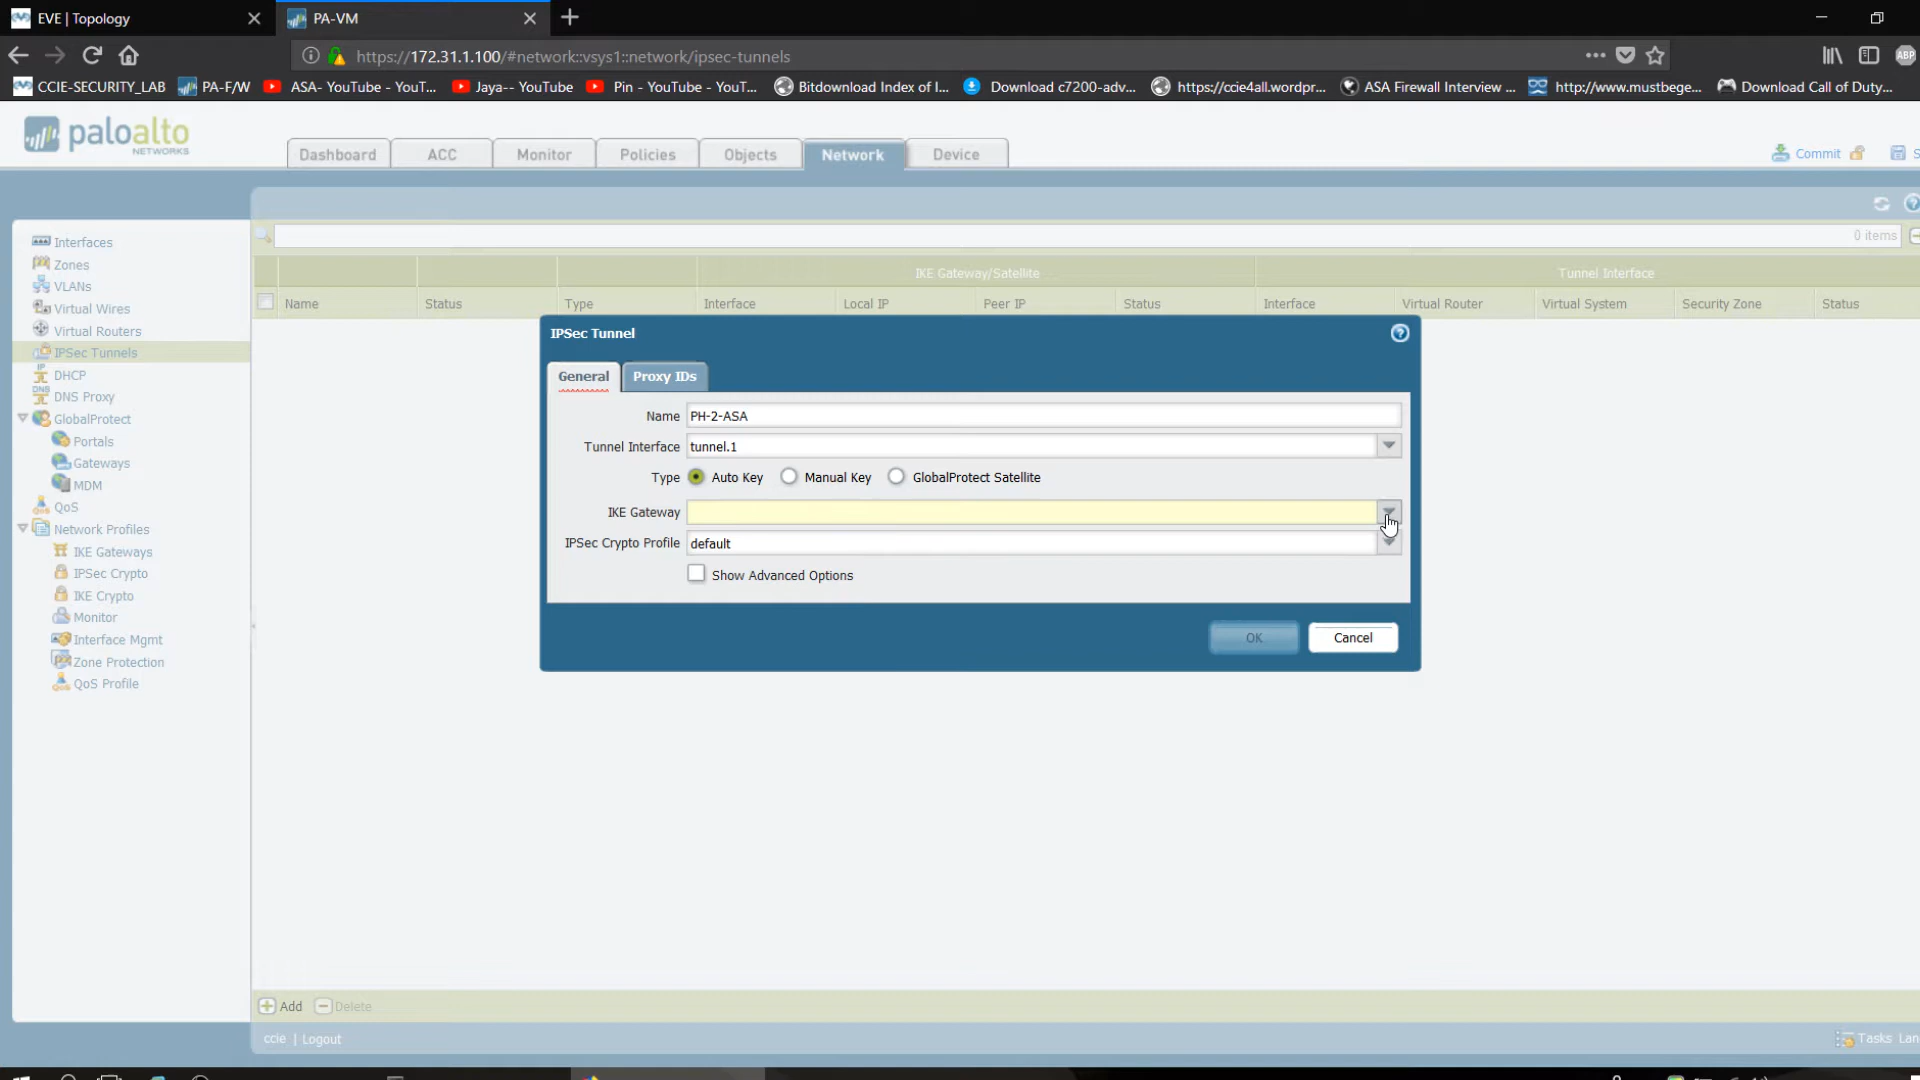 EVE | Topology
PA-VM
https://172.31.1.100/#network::vsys1::network/ipsec-tunnels
CCIE-SECURITY_LAB
PA-F/W
ASA- YouTube - YouT...
Jaya-- YouTube
Pin - YouTube - YouT...
Bitdownload Index of I...
Download c7200-adv...
https://ccie4all.wordpr...
ASA Firewall Interview ...
http://www.mustbege...
Download Call of Duty...
ABP
paloalto
NETWORKS
Dashboard
ACC
Monitor
Policies
Objects
Network
Device
Commit
S
Interfaces
Zones
VLANs
Virtual Wires
Virtual Routers
IPSec Tunnels
DHCP
DNS Proxy
GlobalProtect
Portals
Gateways
MDM
QoS
Network Profiles
IKE Gateways
IPSec Crypto
IKE Crypto
Monitor
Interface Mgmt
Zone Protection
QoS Profile
0 items
IKE Gateway/Satellite
Tunnel Interface
Name
Status
Type
Interface
Local IP
Peer IP
Status
Interface
Virtual Router
Virtual System
Security Zone
Status
IPSec Tunnel
General
Proxy IDs
Name PH-2-ASA
Tunnel Interface tunnel.1
Type Auto Key Manual Key GlobalProtect Satellite
IKE Gateway
IPSec Crypto Profile default
Show Advanced Options
OK
Cancel
Add
Delete
ccie | Logout
Tasks
Lan